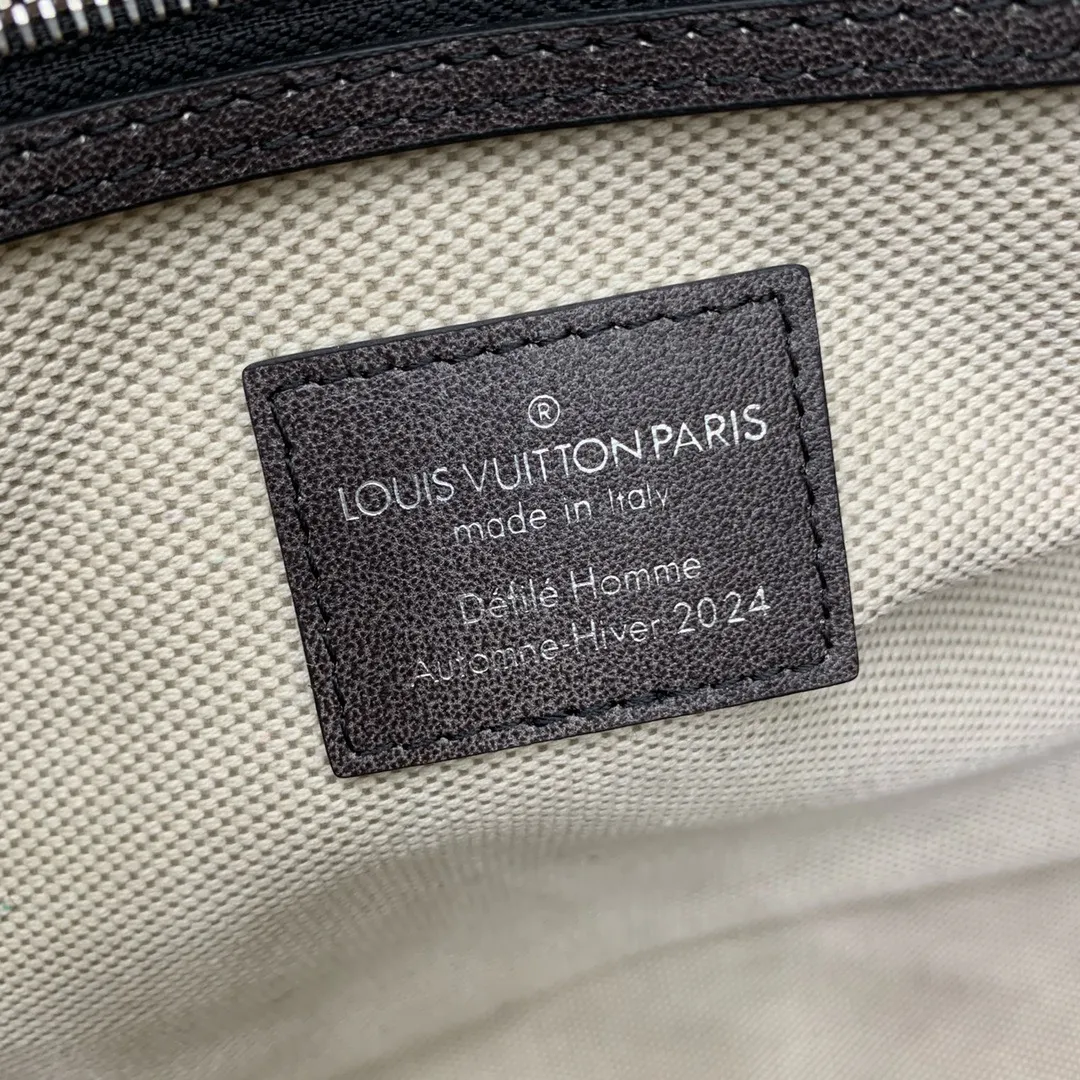 ®
LOUIS VUITTON PARIS
made in Italy
Défilé Homme
Automne-Hiver 2024